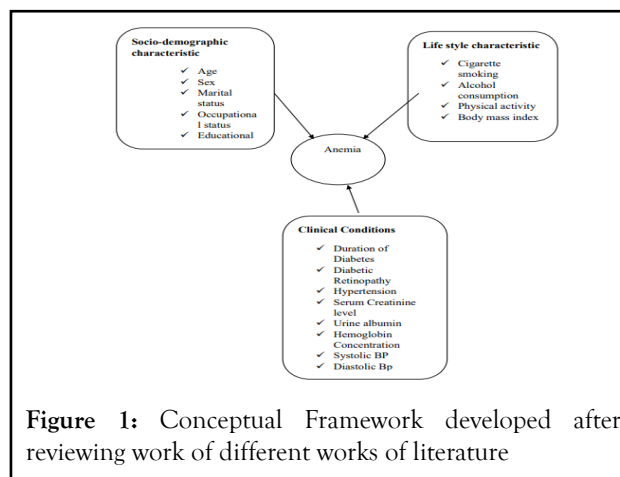 Socio-demographic
characteristic
✓ Age
✓ Sex
✓ Marital
status
✓ Occupationa
l status
✓ Educational
Life style characteristic
✓ Cigarette
smoking
✓ Alcohol
consumption
✓ Physical activity
✓ Body mass index
Anemia
Clinical Conditions
✓ Duration of
Diabetes
✓ Diabetic
Retinopathy
✓ Hypertension
✓ Serum Creatinine
level
✓ Urine albumin
✓ Hemoglobin
Concentration
✓ Systolic BP
✓ Diastolic Bp
Figure 1: Conceptual Framework developed after
reviewing work of different works of literature